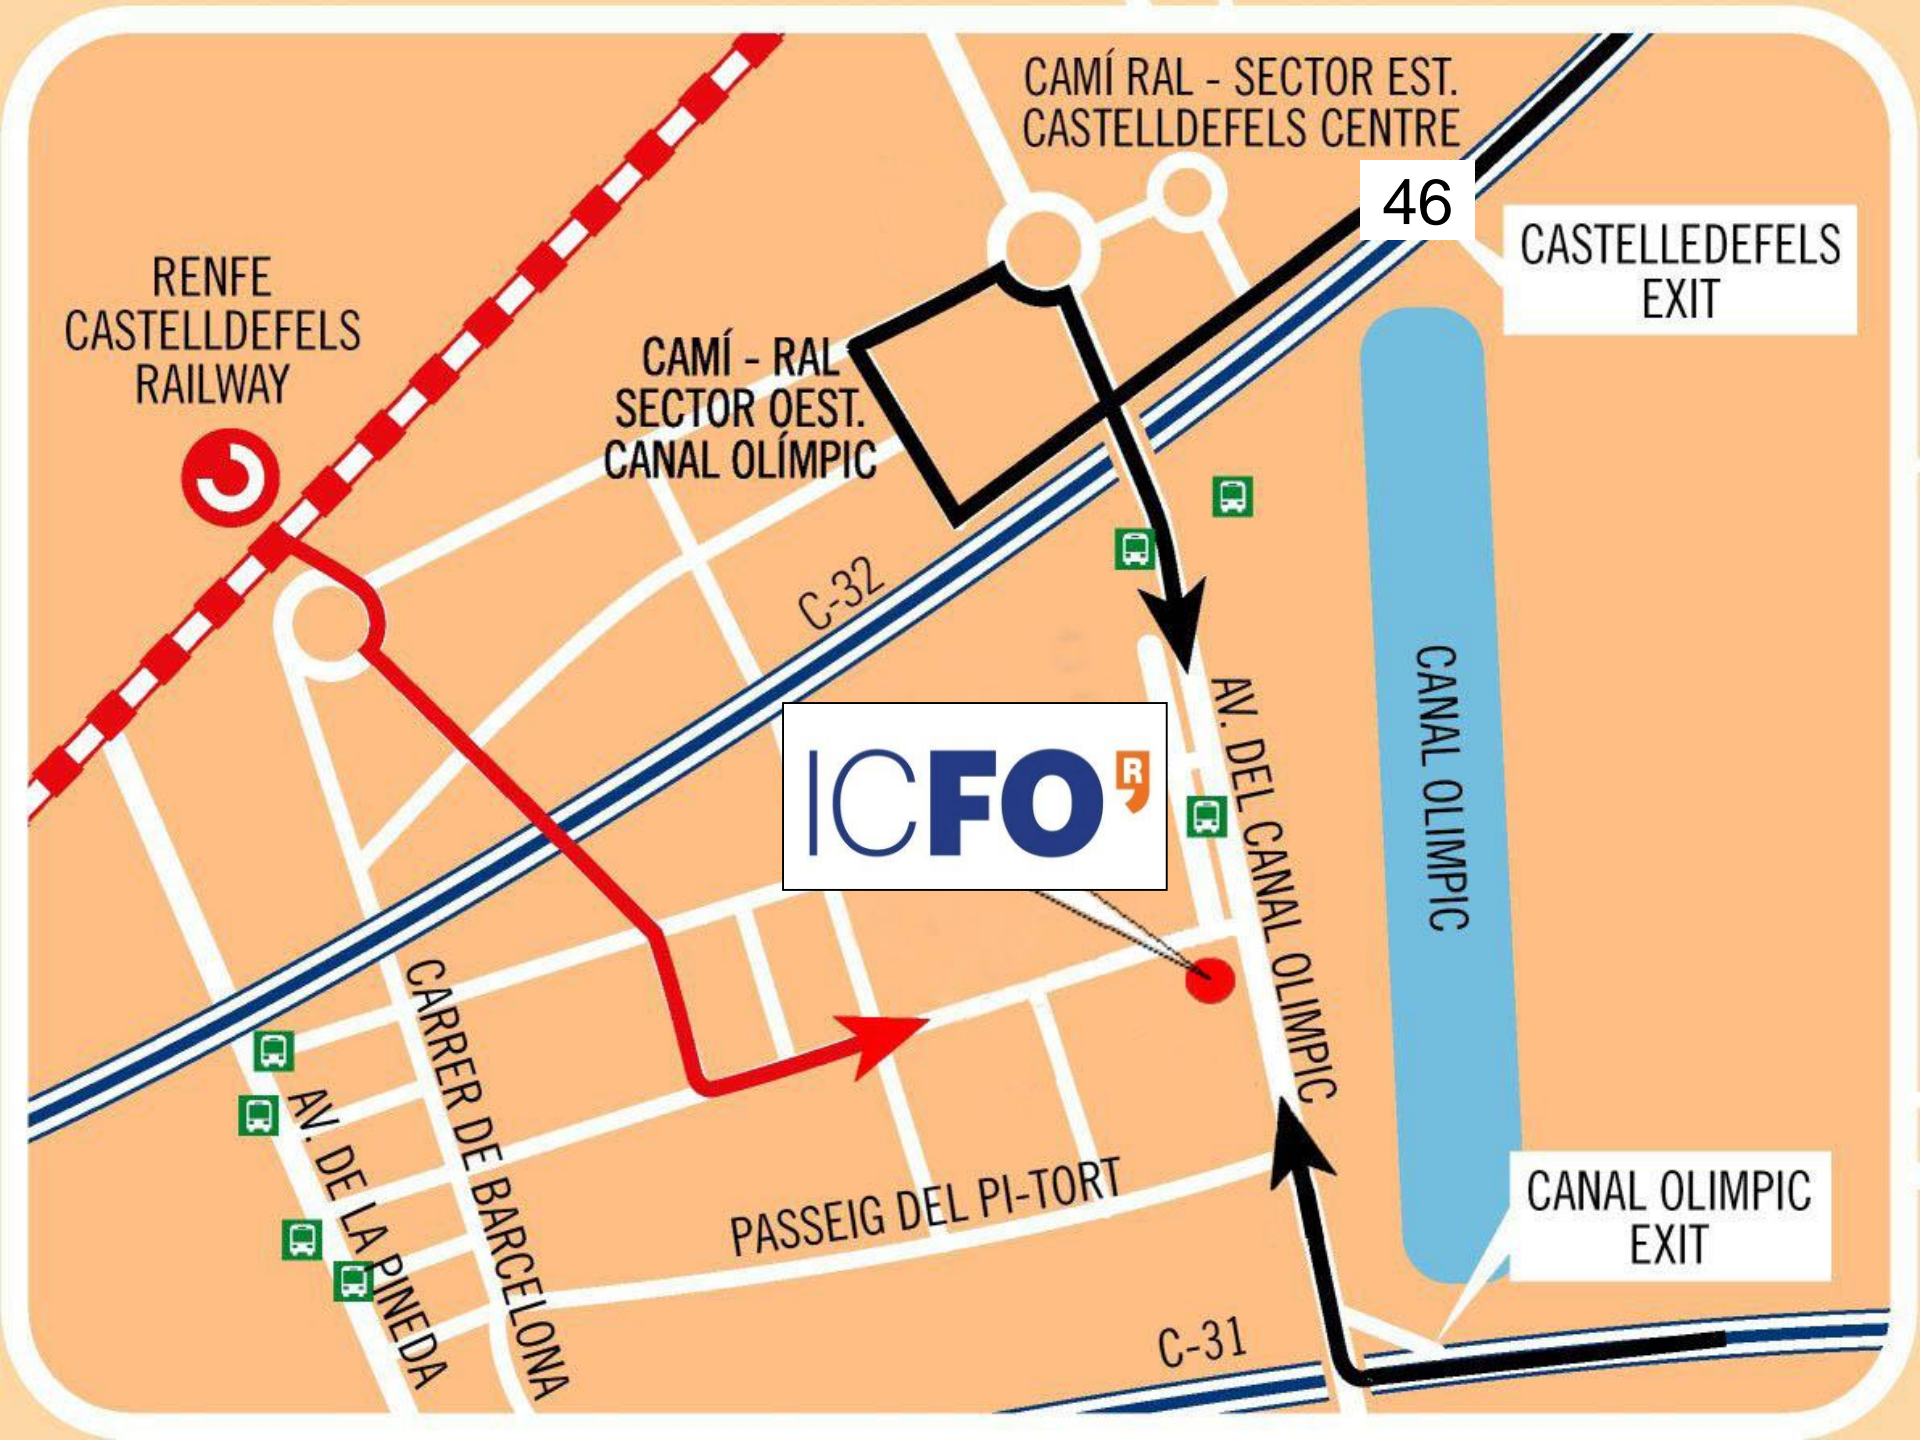 CAMÍ RAL - SECTOR EST.
CASTELLDEFELS CENTRE
46
CASTELLEDEFELS
EXIT
RENFE
CASTELLDEFELS
RAILWAY
CAMÍ - RAL
SECTOR OEST.
CANAL OLÍMPIC
C-32
CANAL OLIMPIC
AV. DEL CANAL OLIMPIC
ICFO R
CARRER DE BARCELONA
AV. DE LA PINEDA
PASSEIG DEL PI-TORT
CANAL OLIMPIC
EXIT
C-31